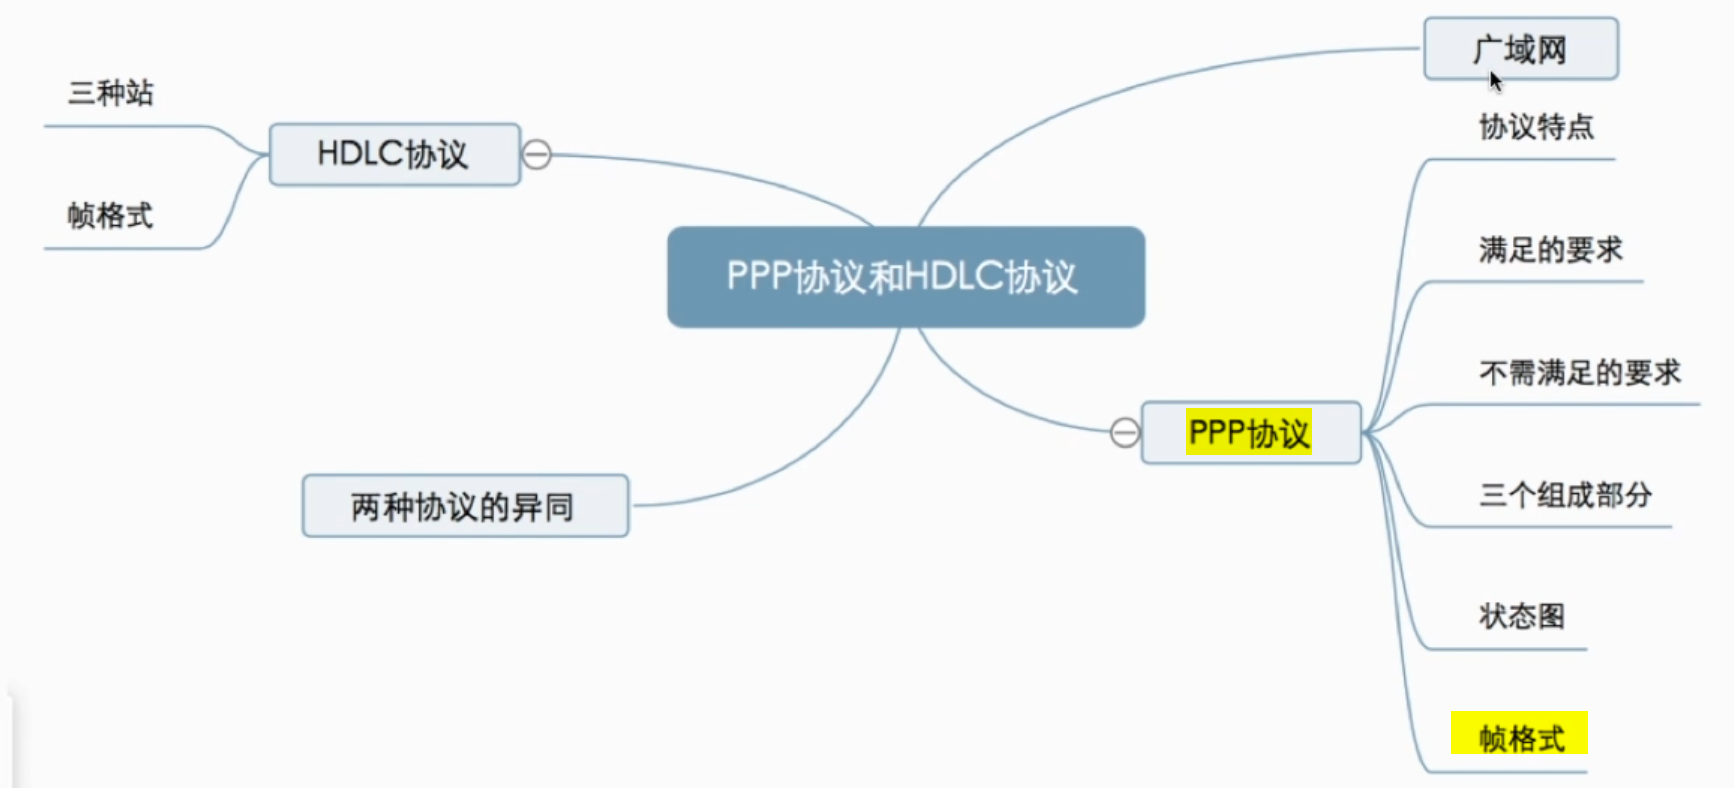 广域网
三种站
协议特点
HDLC协议
帧格式
满足的要求
PPP协议和HDLC协议
不需满足的要求
PPP协议
三个组成部分
两种协议的异同
状态图
帧格式